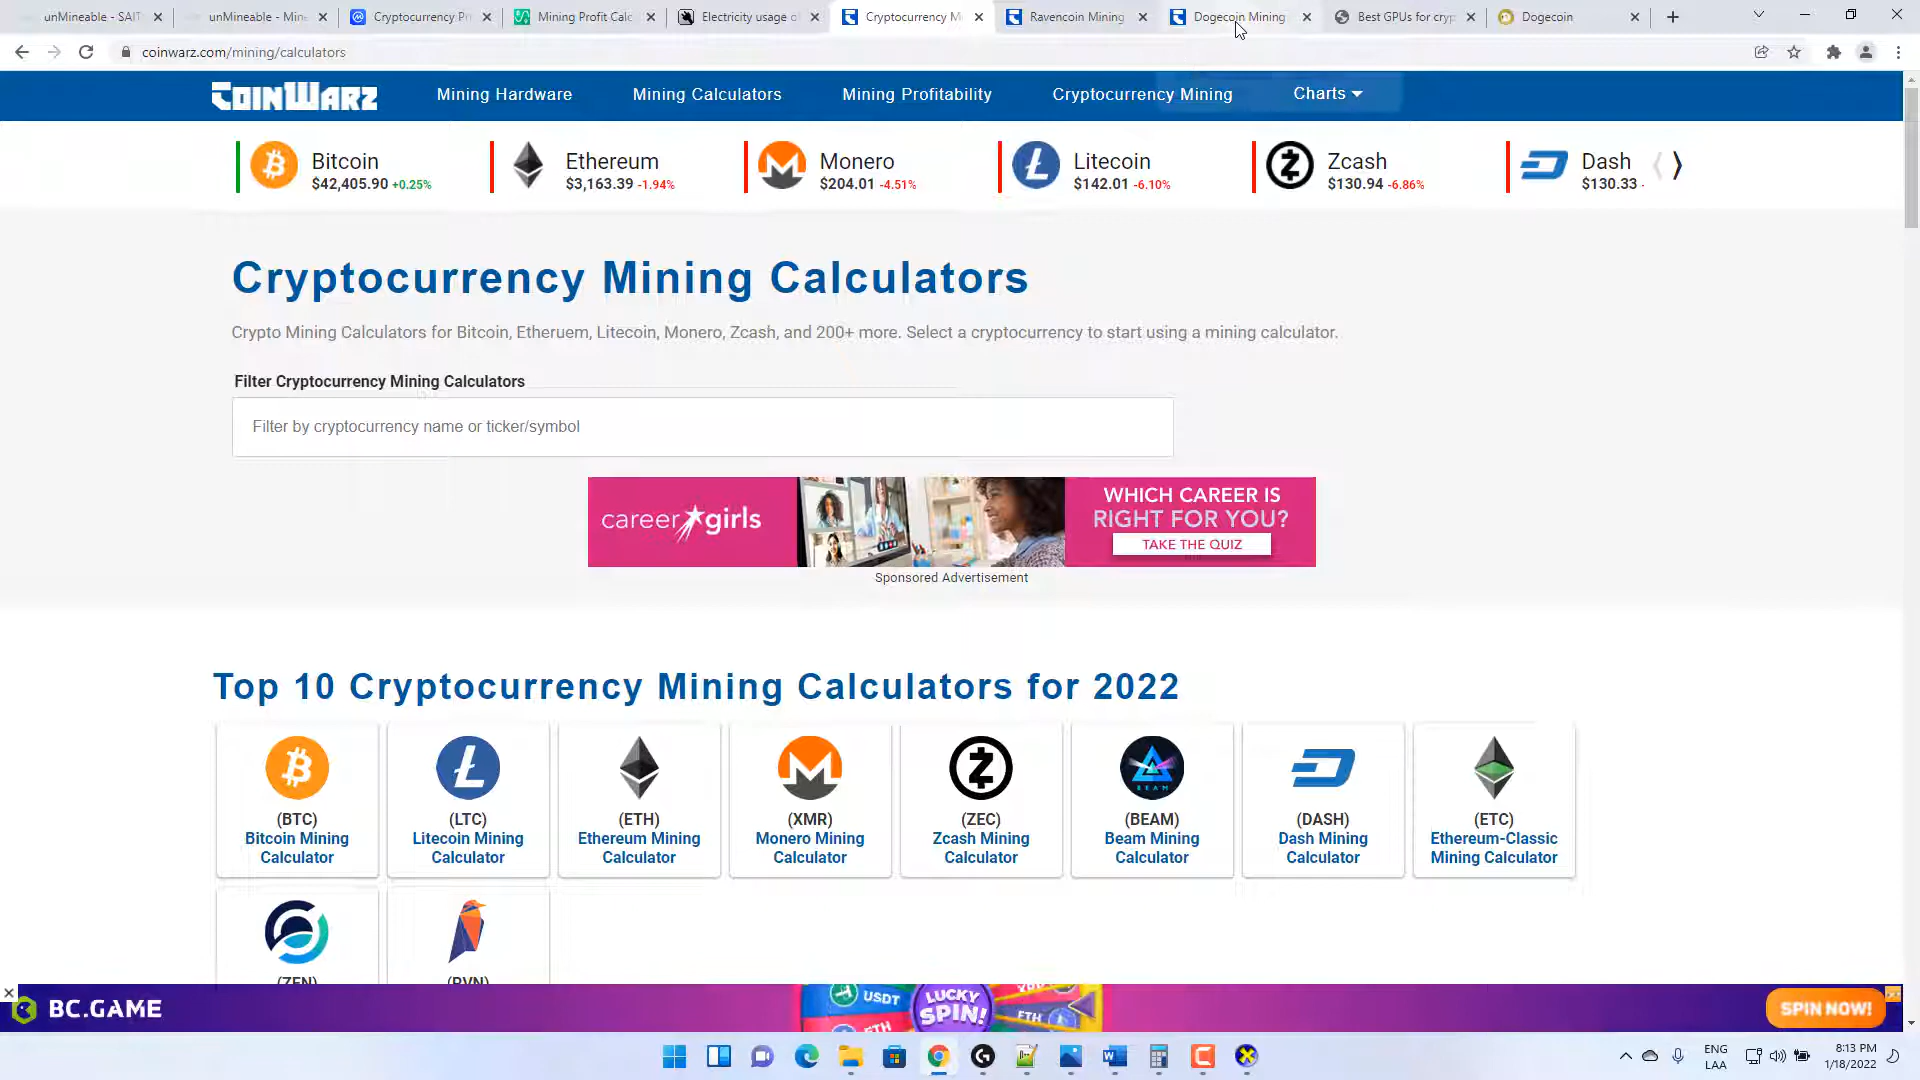 unMineable - SAIT
unMineable - Mine
Cryptocurrency Pr
Mining Profit Calc
Electricity usage o
Cryptocurrency M
Ravencoin Mining
Dogecoin Mining
Best GPUs for cryp
Dogecoin
coinwarz.com/mining/calculators
COINWARZ
Mining Hardware
Mining Calculators
Mining Profitability
Cryptocurrency Mining
Charts
Bitcoin
$42,405.90 +0.25%
Ethereum
$3,163.39 -1.94%
Monero
$204.01 -4.51%
Litecoin
$142.01 -6.10%
Zcash
$130.94 -6.86%
Dash
$130.33 -
Cryptocurrency Mining Calculators
Crypto Mining Calculators for Bitcoin, Etheruem, Litecoin, Monero, Zcash, and 200+ more. Select a cryptocurrency to start using a mining calculator.
Filter Cryptocurrency Mining Calculators
Filter by cryptocurrency name or ticker/symbol
career girls
WHICH CAREER IS
RIGHT FOR YOU?
TAKE THE QUIZ
Sponsored Advertisement
Top 10 Cryptocurrency Mining Calculators for 2022
(BTC)
Bitcoin Mining
Calculator
(LTC)
Litecoin Mining
Calculator
(ETH)
Ethereum Mining
Calculator
(XMR)
Monero Mining
Calculator
(ZEC)
Zcash Mining
Calculator
BEAM
(BEAM)
Beam Mining
Calculator
(DASH)
Dash Mining
Calculator
(ETC)
Ethereum-Classic
Mining Calculator
(ZEN)
(RVN)
BC.GAME
USDT
ETH
LUCKY
SPIN!
ETH
SPIN NOW!
ENG
LAA
8:13 PM
1/18/2022